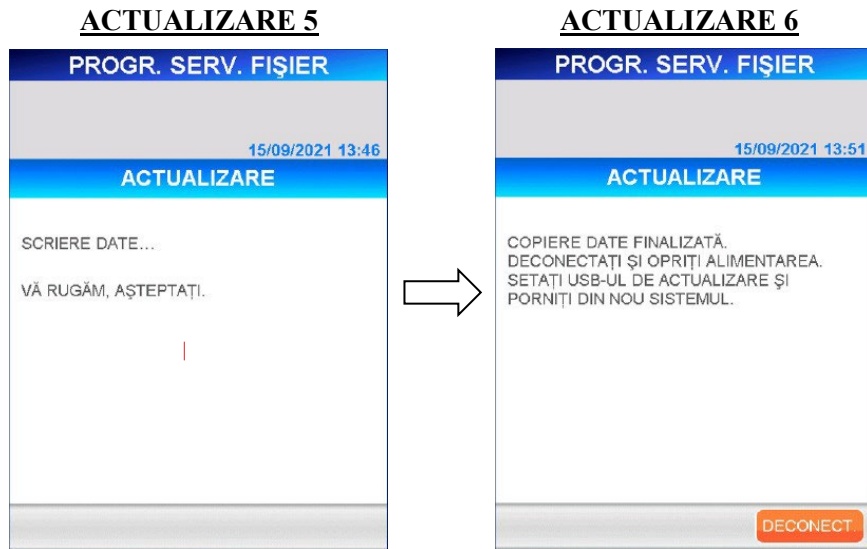 ACTUALIZARE 5
PROGR. SERV. FIŞIER
15/09/2021 13:46
ACTUALIZARE
SCRIERE DATE...
VĂ RUGĂM, AŞTEPTAŢI.
ACTUALIZARE 6
PROGR. SERV. FIŞIER
15/09/2021 13:51
ACTUALIZARE
COPIERE DATE FINALIZATĂ.
DECONECTAŢI ŞI OPRIŢI ALIMENTAREA.
SETAŢI USB-UL DE ACTUALIZARE ŞI
PORNIŢI DIN NOU SISTEMUL.
DECONECT.